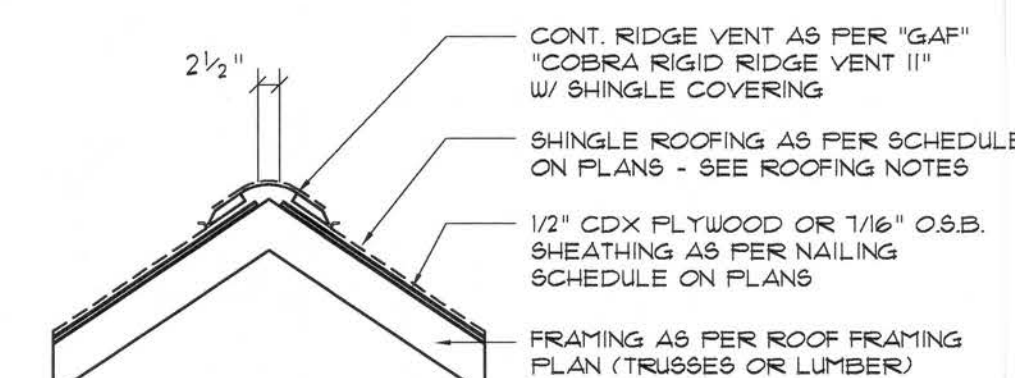 2½"
CONT. RIDGE VENT AS PER "GAF"
"COBRA RIGID RIDGE VENT II"
W/ SHINGLE COVERING
SHINGLE ROOFING AS PER SCHEDULE
ON PLANS - SEE ROOFING NOTES
1/2" CDX PLYWOOD OR 7/16" O.S.B.
SHEATHING AS PER NAILING
SCHEDULE ON PLANS
FRAMING AS PER ROOF FRAMING
PLAN (TRUSSES OR LUMBER)